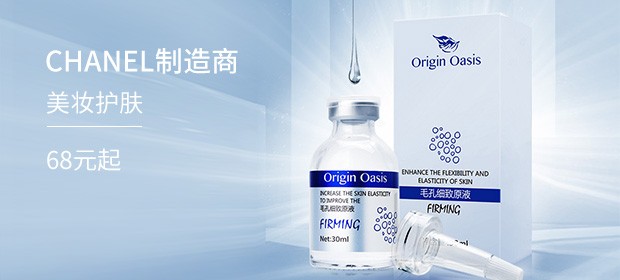 CHANEL制造商
美妆护肤
68元起
Origin Oasis
ENHANCE THE FLEXIBILITY AND
ELASTICITY OF SKIN
毛孔细致原液
FIRMING
Origin Oasis
INCREASE THE SKIN ELASTICITY
TO IMPROVE THE
毛孔细致原液
FIRMING
Net:30ml